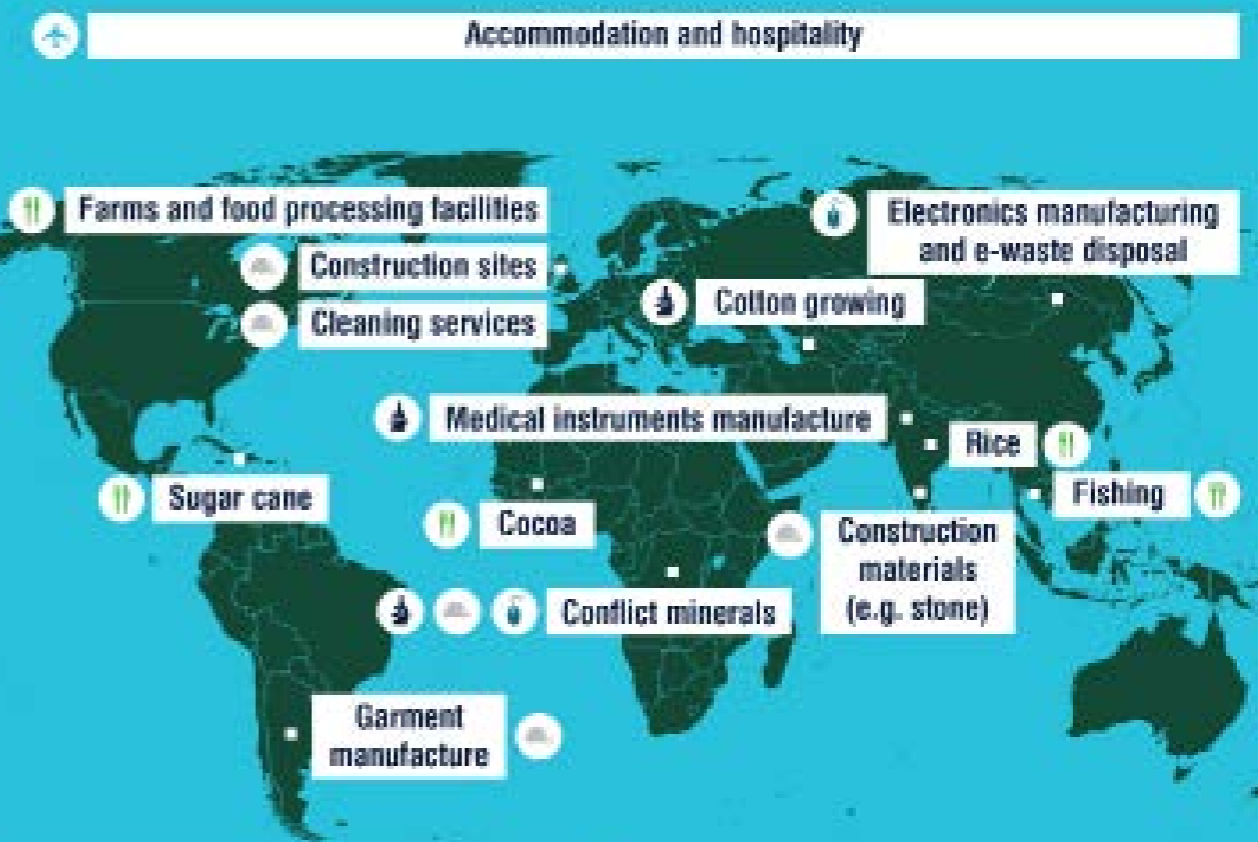 Accommodation and hospitality
Farms and food processing facilities
Electronics manufacturing
and e-waste disposal
Construction sites
Cotton growing
Cleaning services
Medical instruments manufacture
Rice
Sugar cane
Fishing
Cocoa
Construction
materials
(e.g. stone)
Conflict minerals
Garment
manufacture